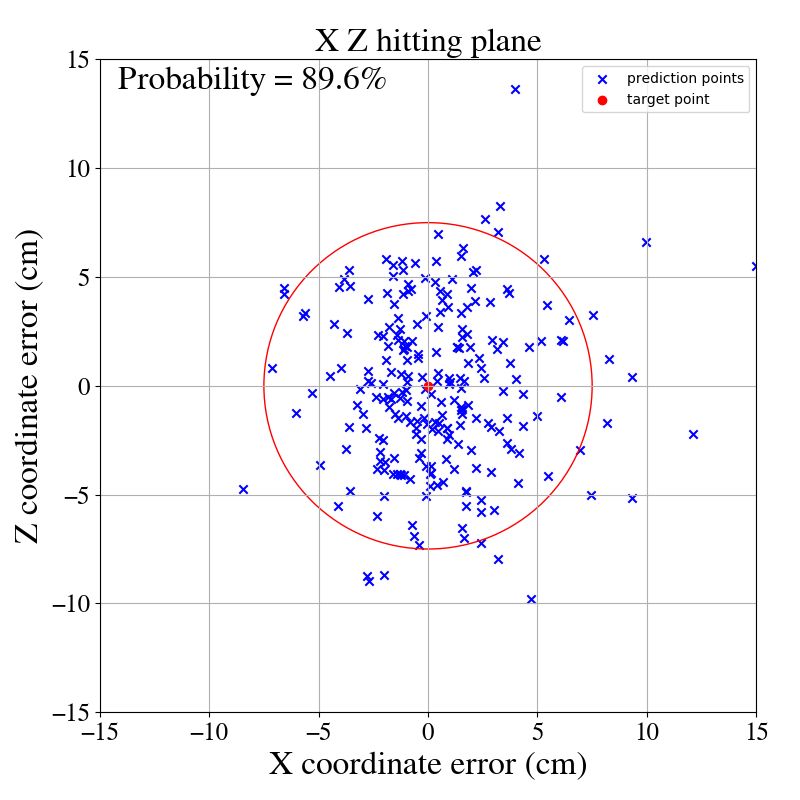 X Z hitting plane
Probability = 89.6%
prediction points
target point
15
10
5
0
−5
−10
−15
Z coordinate error (cm)
−15
−10
−5
0
5
10
15
X coordinate error (cm)